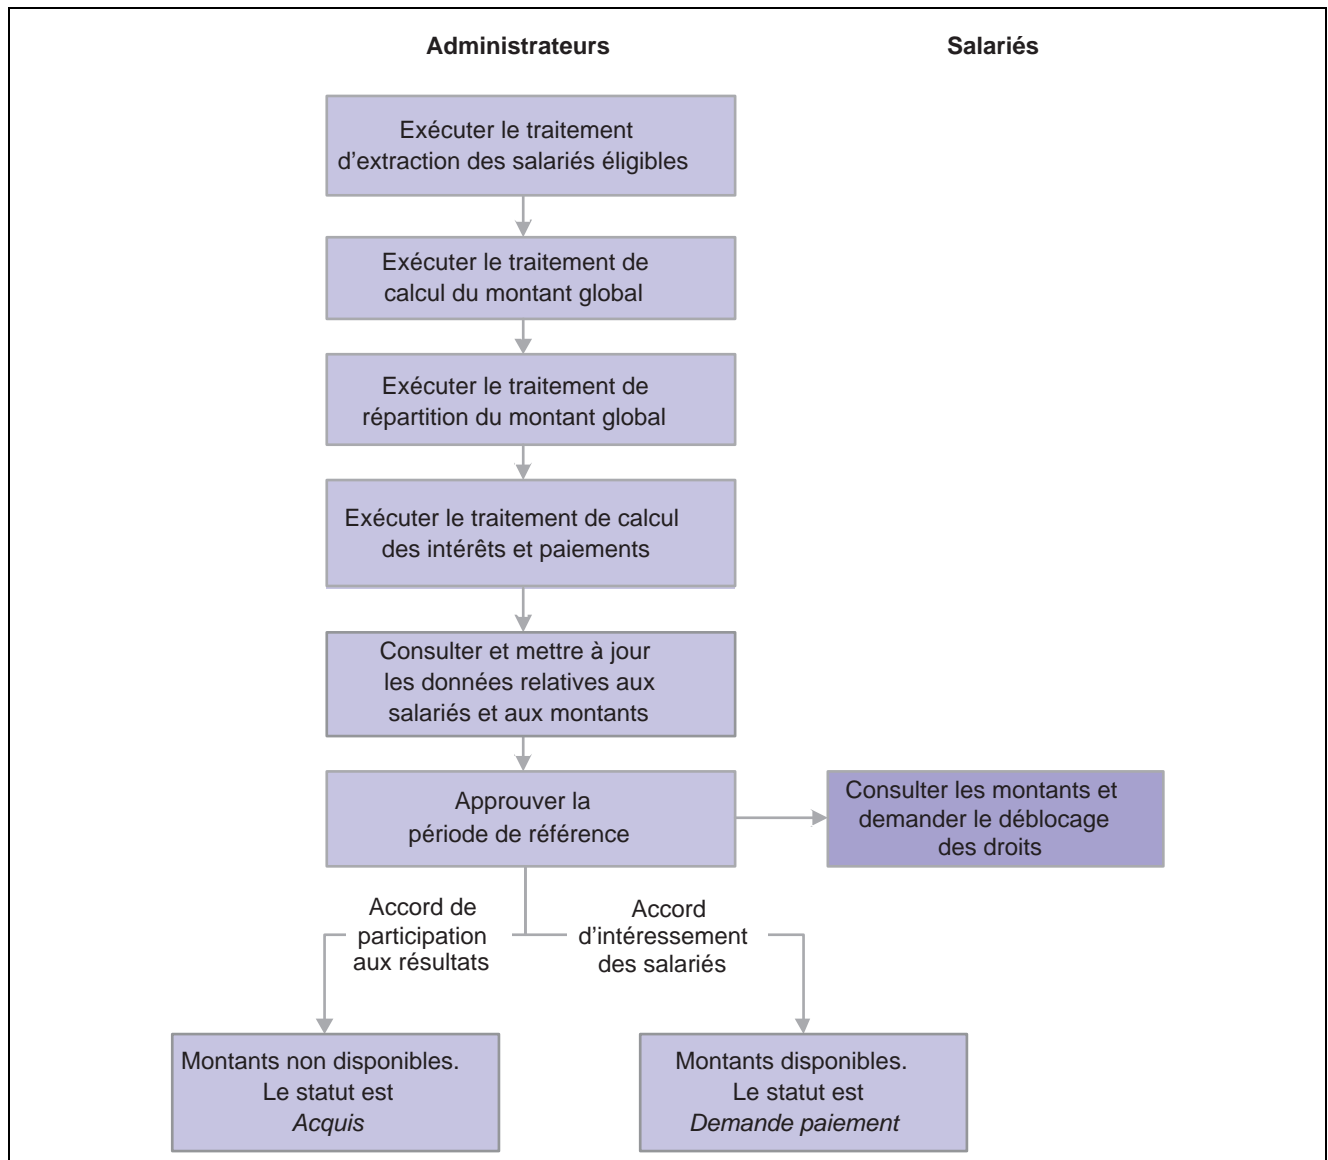 Administrateurs
Salariés
Exécuter le traitement
d’extraction des salariés éligibles
Exécuter le traitement de
calcul du montant global
Exécuter le traitement de
répartition du montant global
Exécuter le traitement de calcul
des intérêts et paiements
Consulter et mettre à jour
les données relatives aux
salariés et aux montants
Approuver la
période de référence
Consulter les montants et
demander le déblocage
des droits
Accord de
participation
aux résultats
Accord
d’intéressement
des salariés
Montants non disponibles.
Le statut est
Acquis
Montants disponibles.
Le statut est
Demande paiement